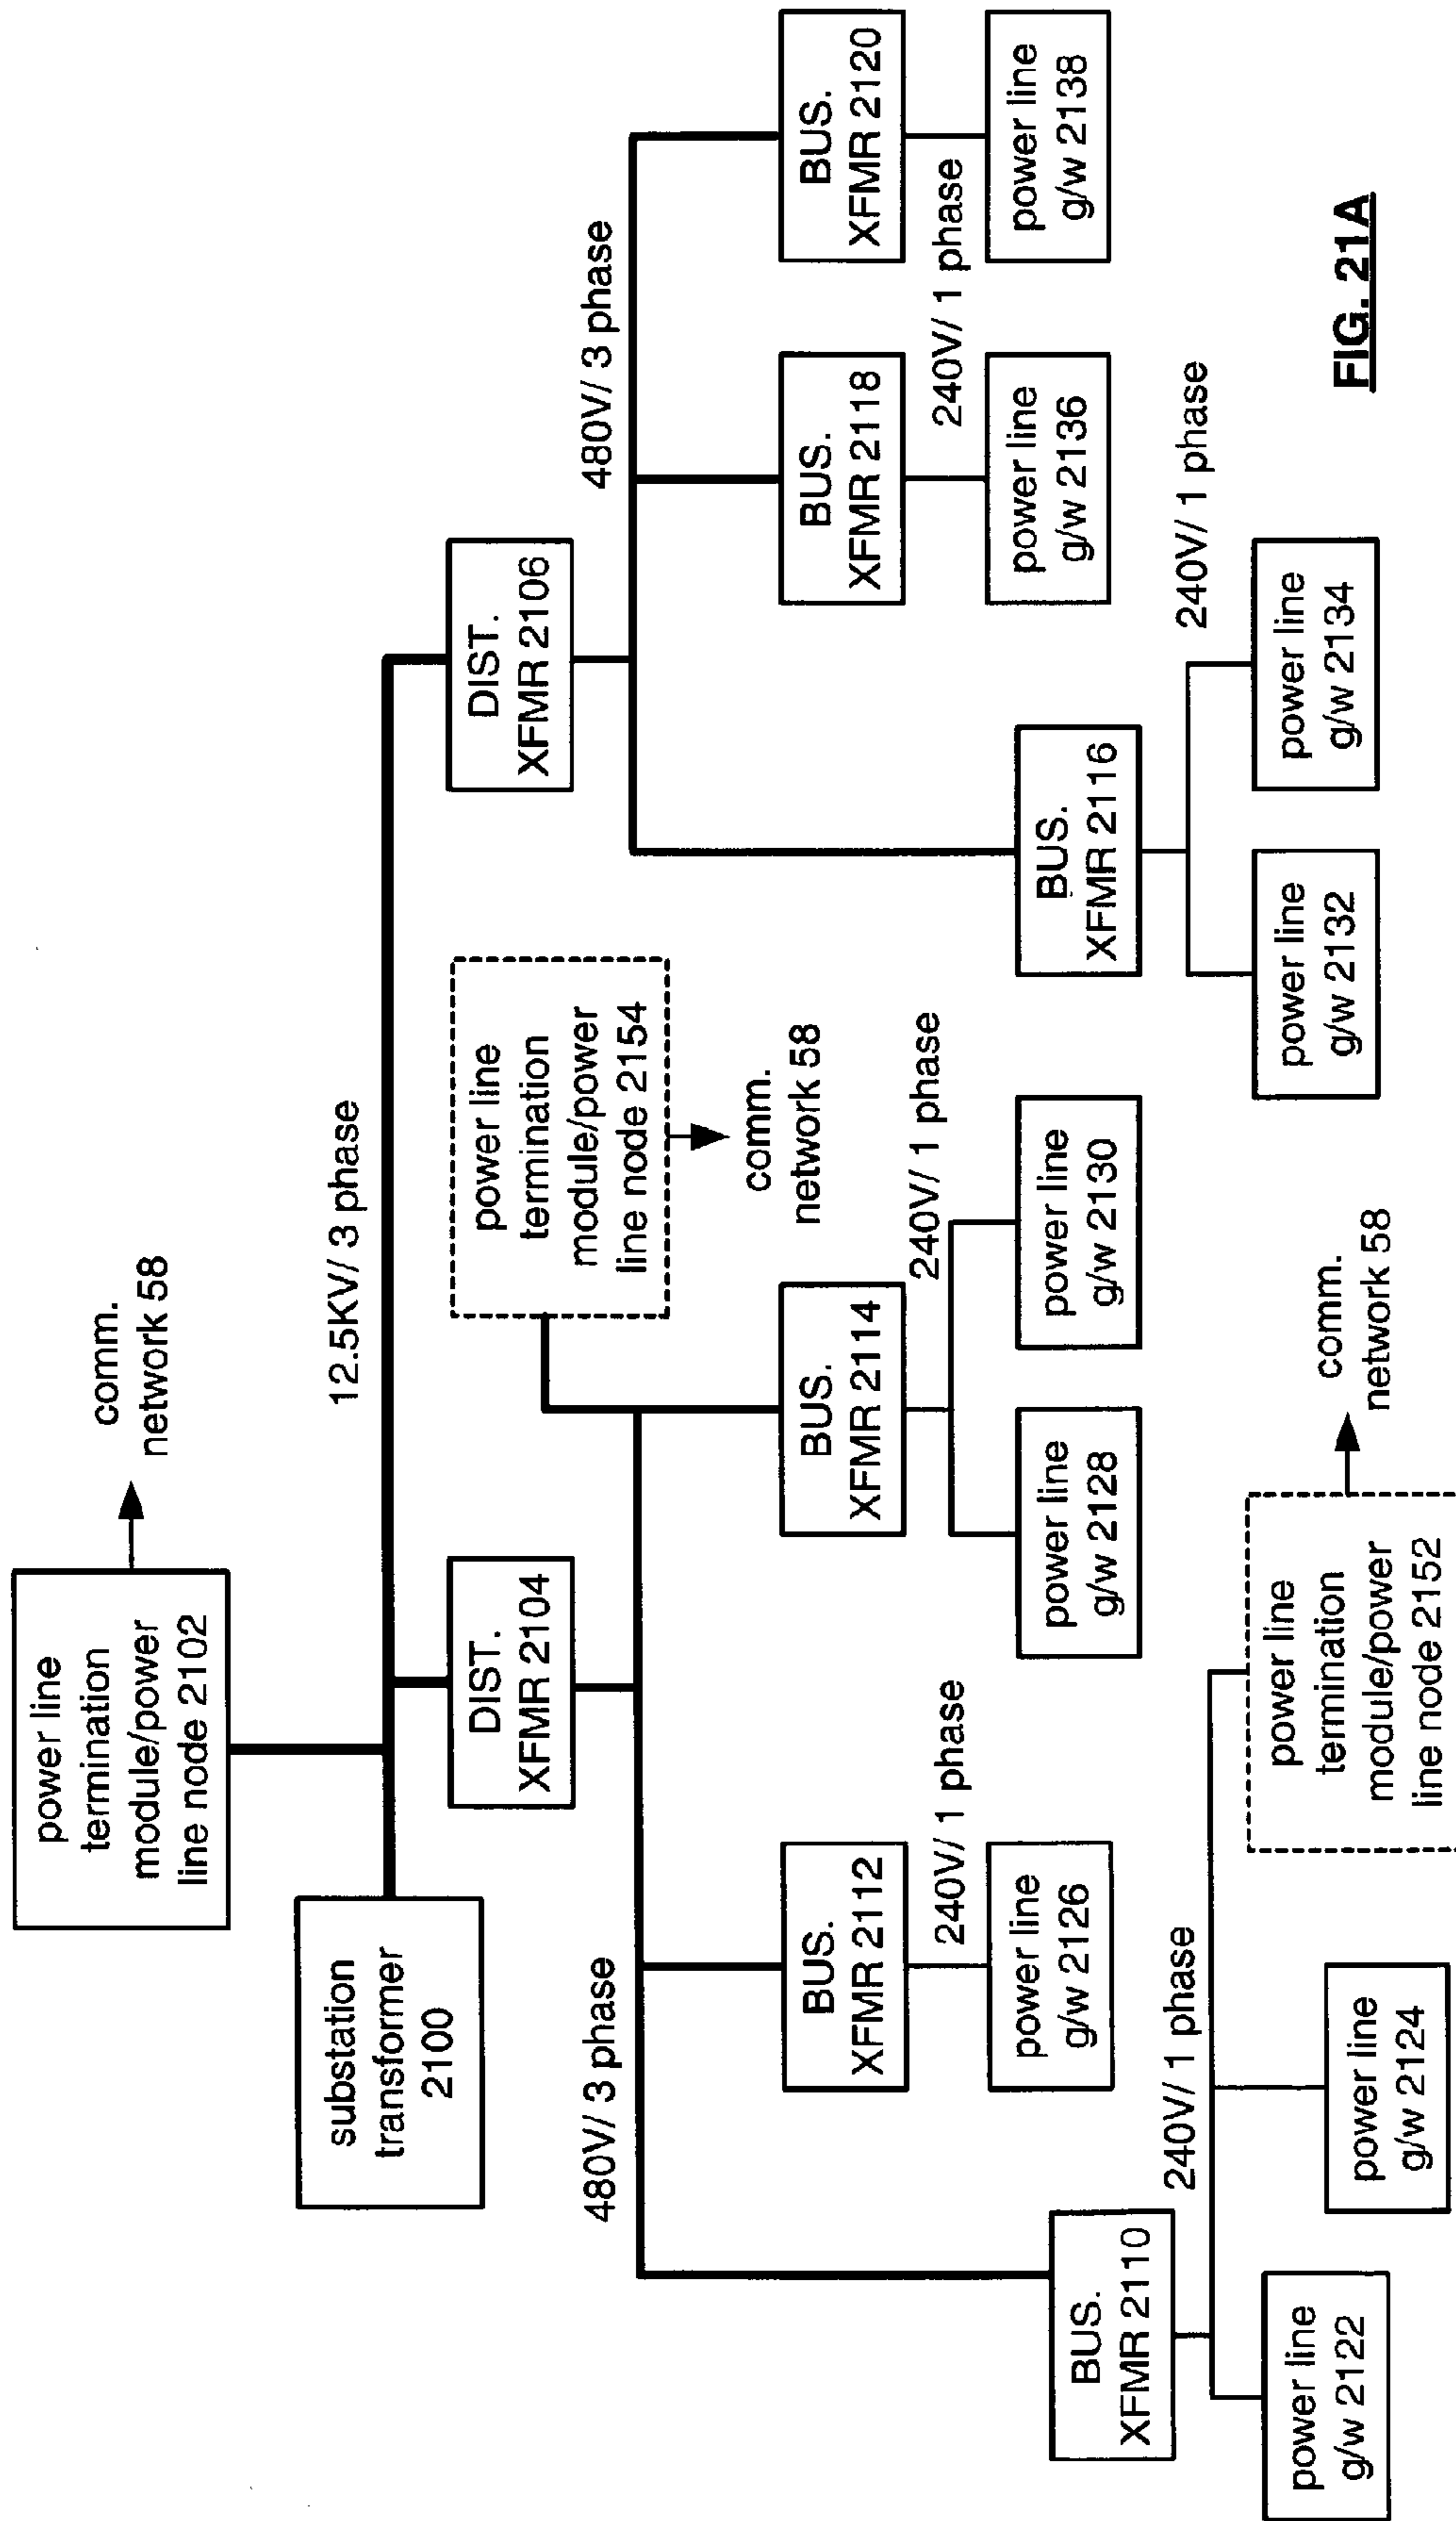 power line
termination
module/power
line node 2102
comm.
network 58
substation
transformer
2100
12.5KV/ 3 phase
DIST.
XFMR 2104
DIST.
XFMR 2106
power line
termination
module/power
line node 2154
comm.
network 58
480V/ 3 phase
480V/ 3 phase
BUS.
XFMR 2112
BUS.
XFMR 2114
BUS.
XFMR 2118
BUS.
XFMR 2120
240V/ 1 phase
240V/ 1 phase
240V/ 1 phase
power line
g/w 2126
power line
g/w 2128
power line
g/w 2130
power line
g/w 2136
power line
g/w 2138
BUS.
XFMR 2110
BUS.
XFMR 2116
240V/ 1 phase
240V/ 1 phase
power line
g/w 2122
power line
g/w 2124
power line
termination
module/power
line node 2152
comm.
network 58
power line
g/w 2132
power line
g/w 2134
FIG. 21A